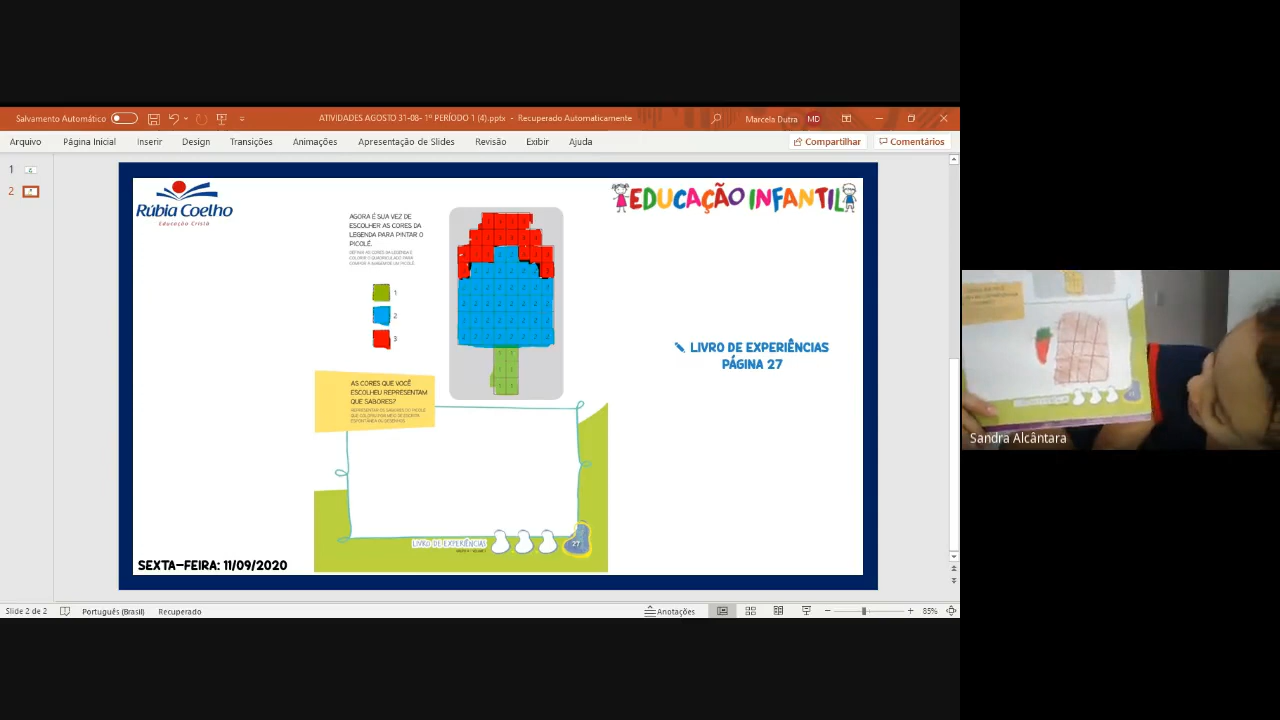 Salvamento Automático
ATIVIDADES AGOSTO 31-08- 1º PERÍODO 1 (4).pptx - Recuperado Automaticamente
Marcela Dutra MD
Arquivo Página Inicial Inserir Design Transições Animações Apresentação de Slides Revisão Exibir Ajuda
Compartilhar Comentários
1
2
Rúbia Coelho
Educação Cristã
EDUCAÇÃO INFANTIL
AGORA É SUA VEZ DE
ESCOLHER AS CORES DA
LEGENDA PARA PINTAR O
PICOLÉ.
1
2
3
LIVRO DE EXPERIÊNCIAS
PÁGINA 27
AS CORES QUE VOCÊ
ESCOLHEU REPRESENTAM
QUE SABORES?
LIVRO DE EXPERIÊNCIAS
27
SEXTA-FEIRA: 11/09/2020
Sandra Alcântara
Slide 2 de 2 Português (Brasil) Recuperado
Anotações
85%